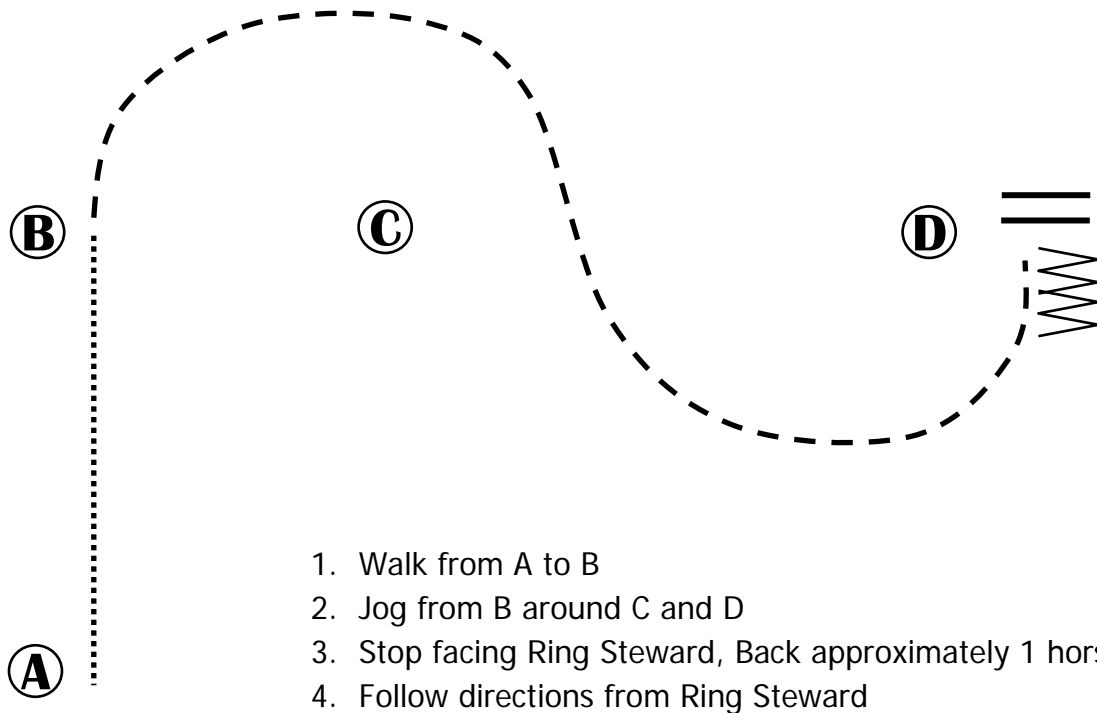 B
C
D
A
1. Walk from A to B
2. Jog from B around C and D
3. Stop facing Ring Steward, Back approximately 1
4. Follow directions from Ring Steward